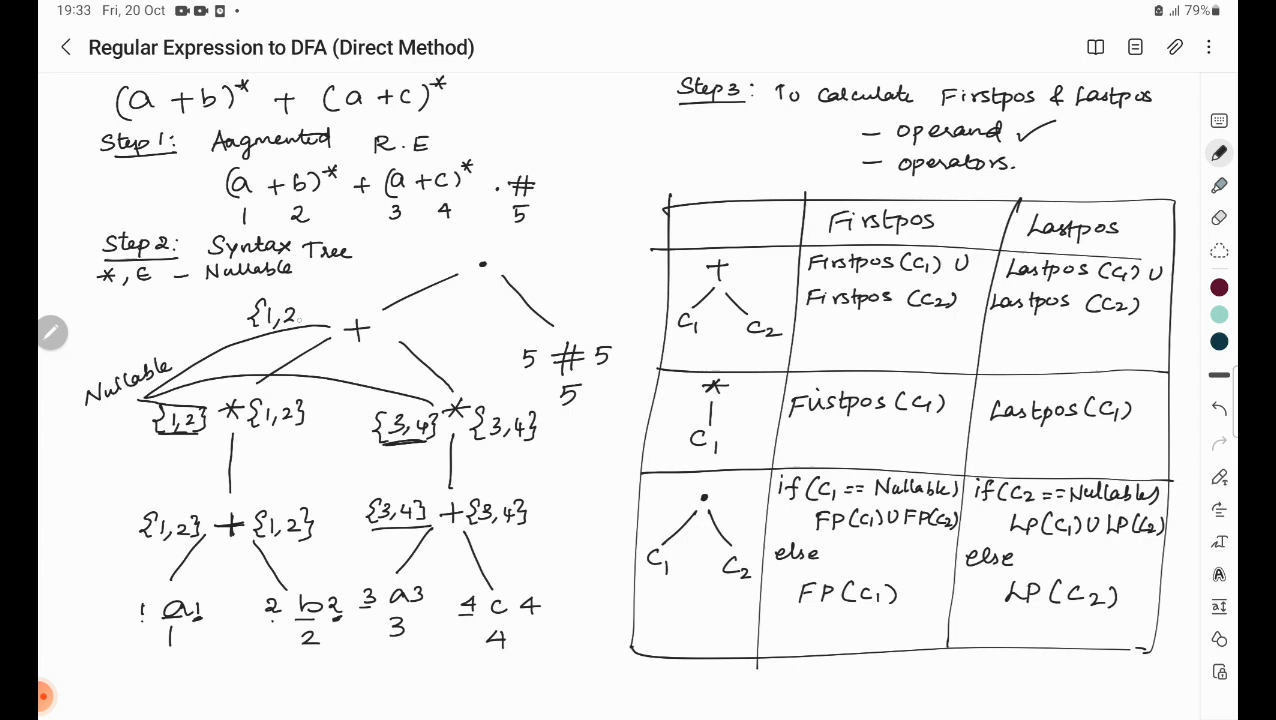 19:33 Fri, 20 Oct
79%
Regular Expression to DFA (Direct Method)
(a + b)* + (a + c)*
Step 1: Augmented R.E
(a + b)* + (a + c)* . #
1 2 3 4 5
Step 2: Syntax Tree
*, ε – Nullable
.
{1,2
+
5 # 5
5
Nullable
{1,2} * {1,2}
{3,4} * {3,4}
{1,2} + {1,2}
{3,4} + {3,4}
1 a 1
2 b 2
3 a 3
4 c 4
1
2
3
4
Step 3: To Calculate Firstpos & Lastpos
– operand ✓
– operators.
Firstpos
Lastpos
+
C1 C2
Firstpos (C1) U
Firstpos (C2)
Lastpos (C1) U
Lastpos (C2)
*
C1
Firstpos (C1)
Lastpos (C1)
.
C1 C2
if (C1 == Nullable)
FP(C1) U FP(C2)
else
FP(C1)
if (C2 == Nullable)
LP(C1) U LP(C2)
else
LP(C2)